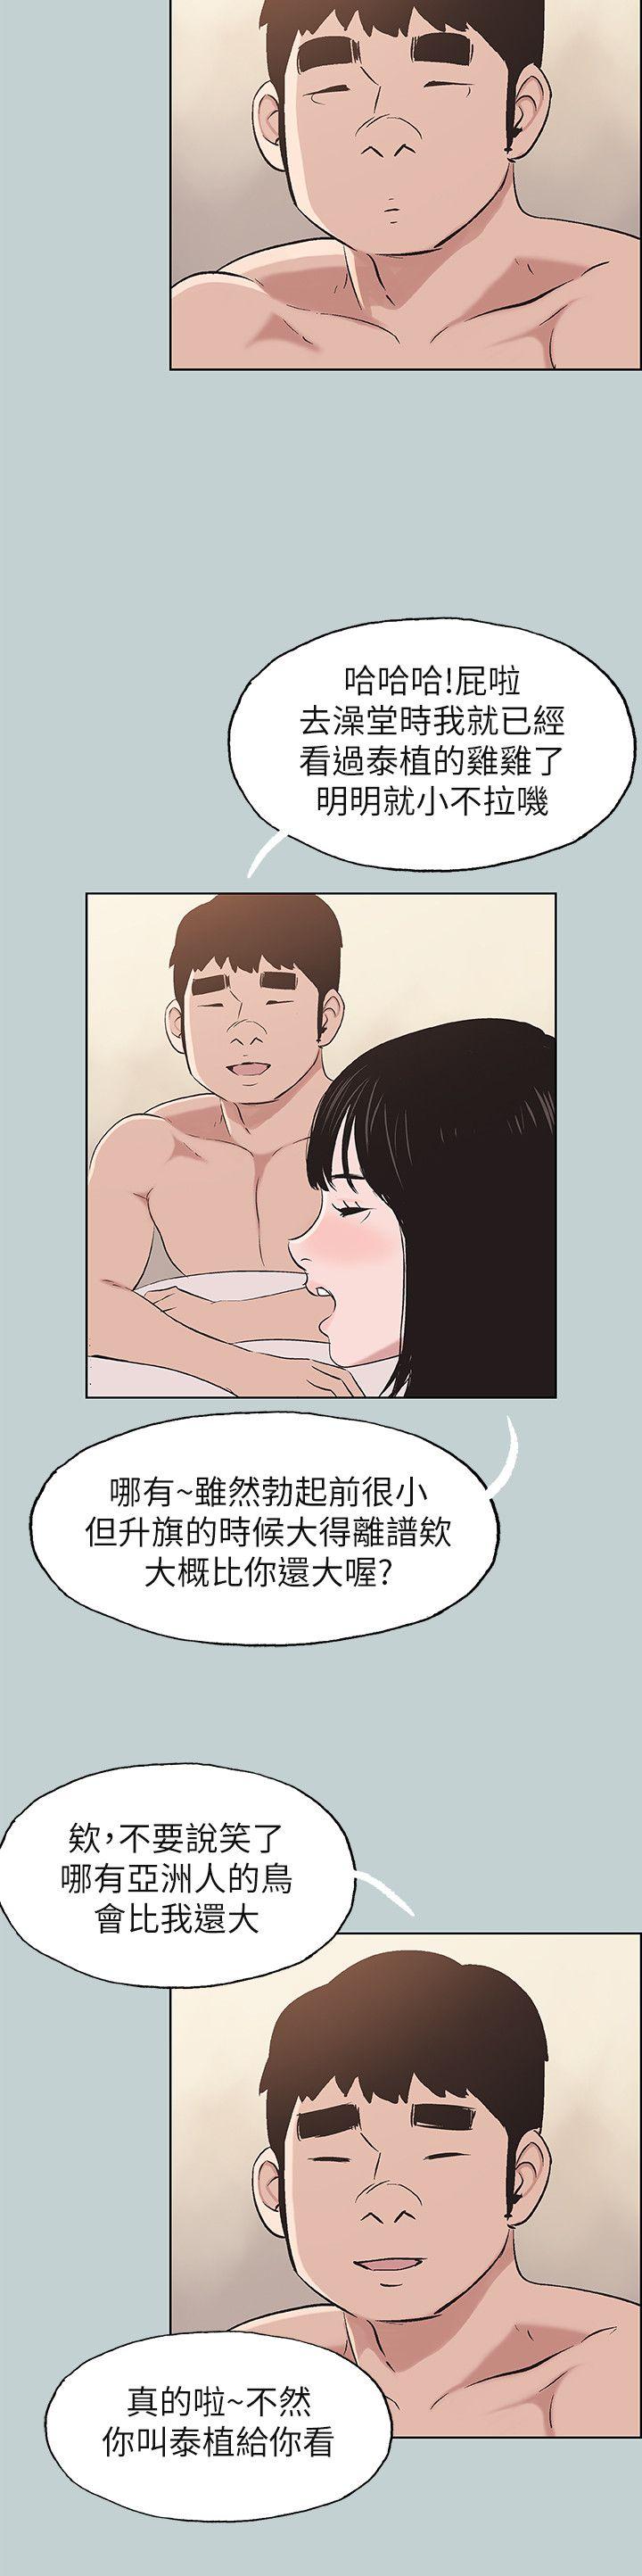 哈哈哈!屁啦
去澡堂時我就已經
看過泰植的雞雞了
明明就小不拉嘰
哪有~雖然勃起前很小
但升旗的時候大得離譜欸
大概比你還大喔?
欸,不要說笑了
哪有亞洲人的鳥
會比我還大
真的啦~不然
你叫泰植給你看